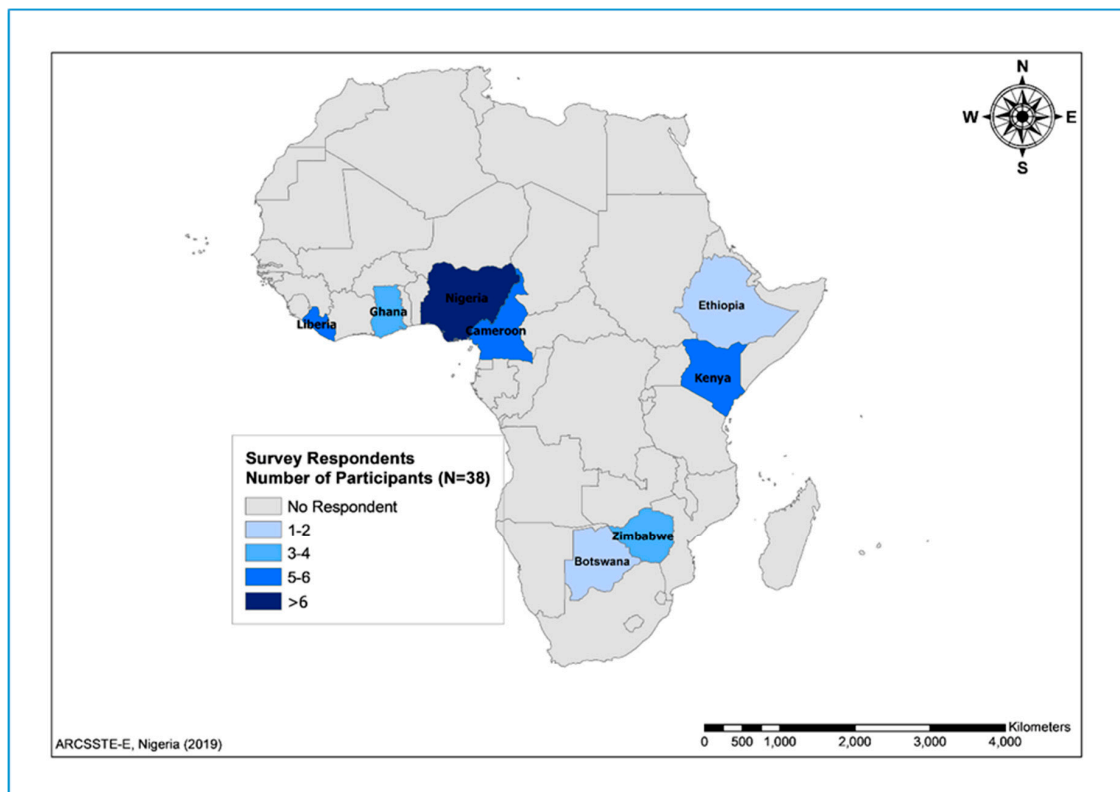 N
W E
S
Nigeria
Ghana
Liberia
Cameroon
Ethiopia
Kenya
Zimbabwe
Botswana
Survey Respondents
Number of Participants (N=38)
No Respondent
1-2
3-4
5-6
>6
Kilometers
0 500 1,000 2,000 3,000 4,000
ARCSSTE-E, Nigeria (2019)